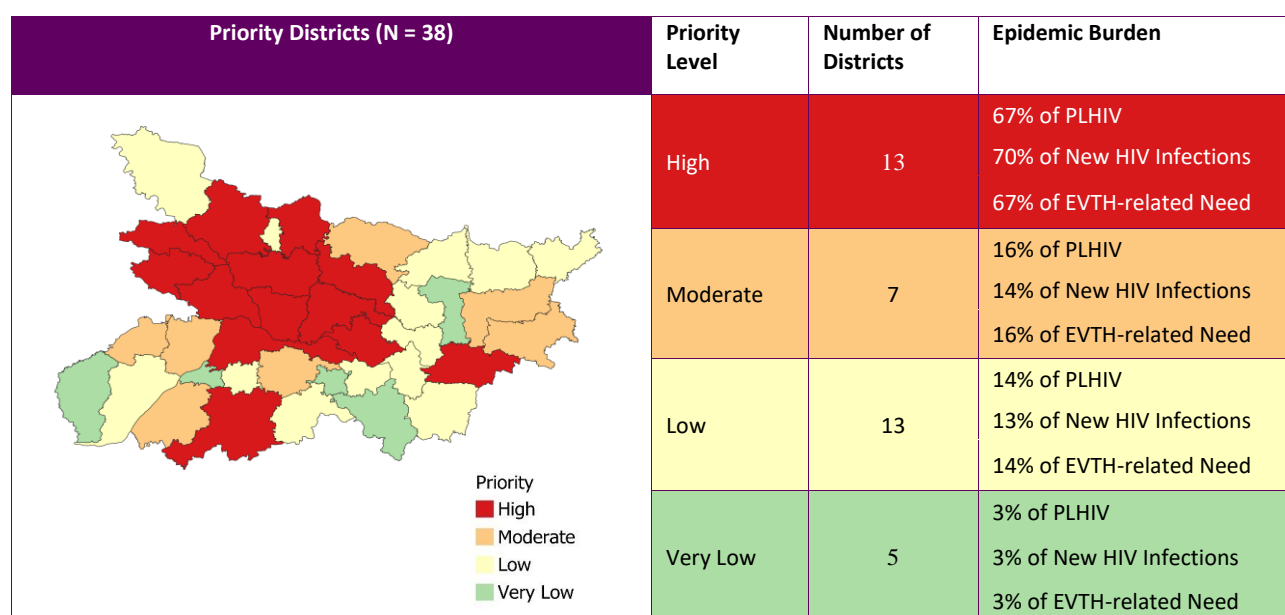 Priority Districts (N = 38)
Priority
Level
Number of
Districts
Epidemic Burden
High
13
67% of PLHIV
70% of New HIV Infections
67% of EVTH-related Need
Moderate
7
16% of PLHIV
14% of New HIV Infections
16% of EVTH-related Need
Low
13
14% of PLHIV
13% of New HIV Infections
14% of EVTH-related Need
Very Low
5
3% of PLHIV
3% of New HIV Infections
3% of EVTH-related Need
Priority
High
Moderate
Low
Very Low